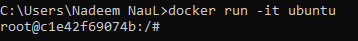 C:\Users\Nadeem NauL>docker run -it ubuntu
root@c1e42f69074b:/#